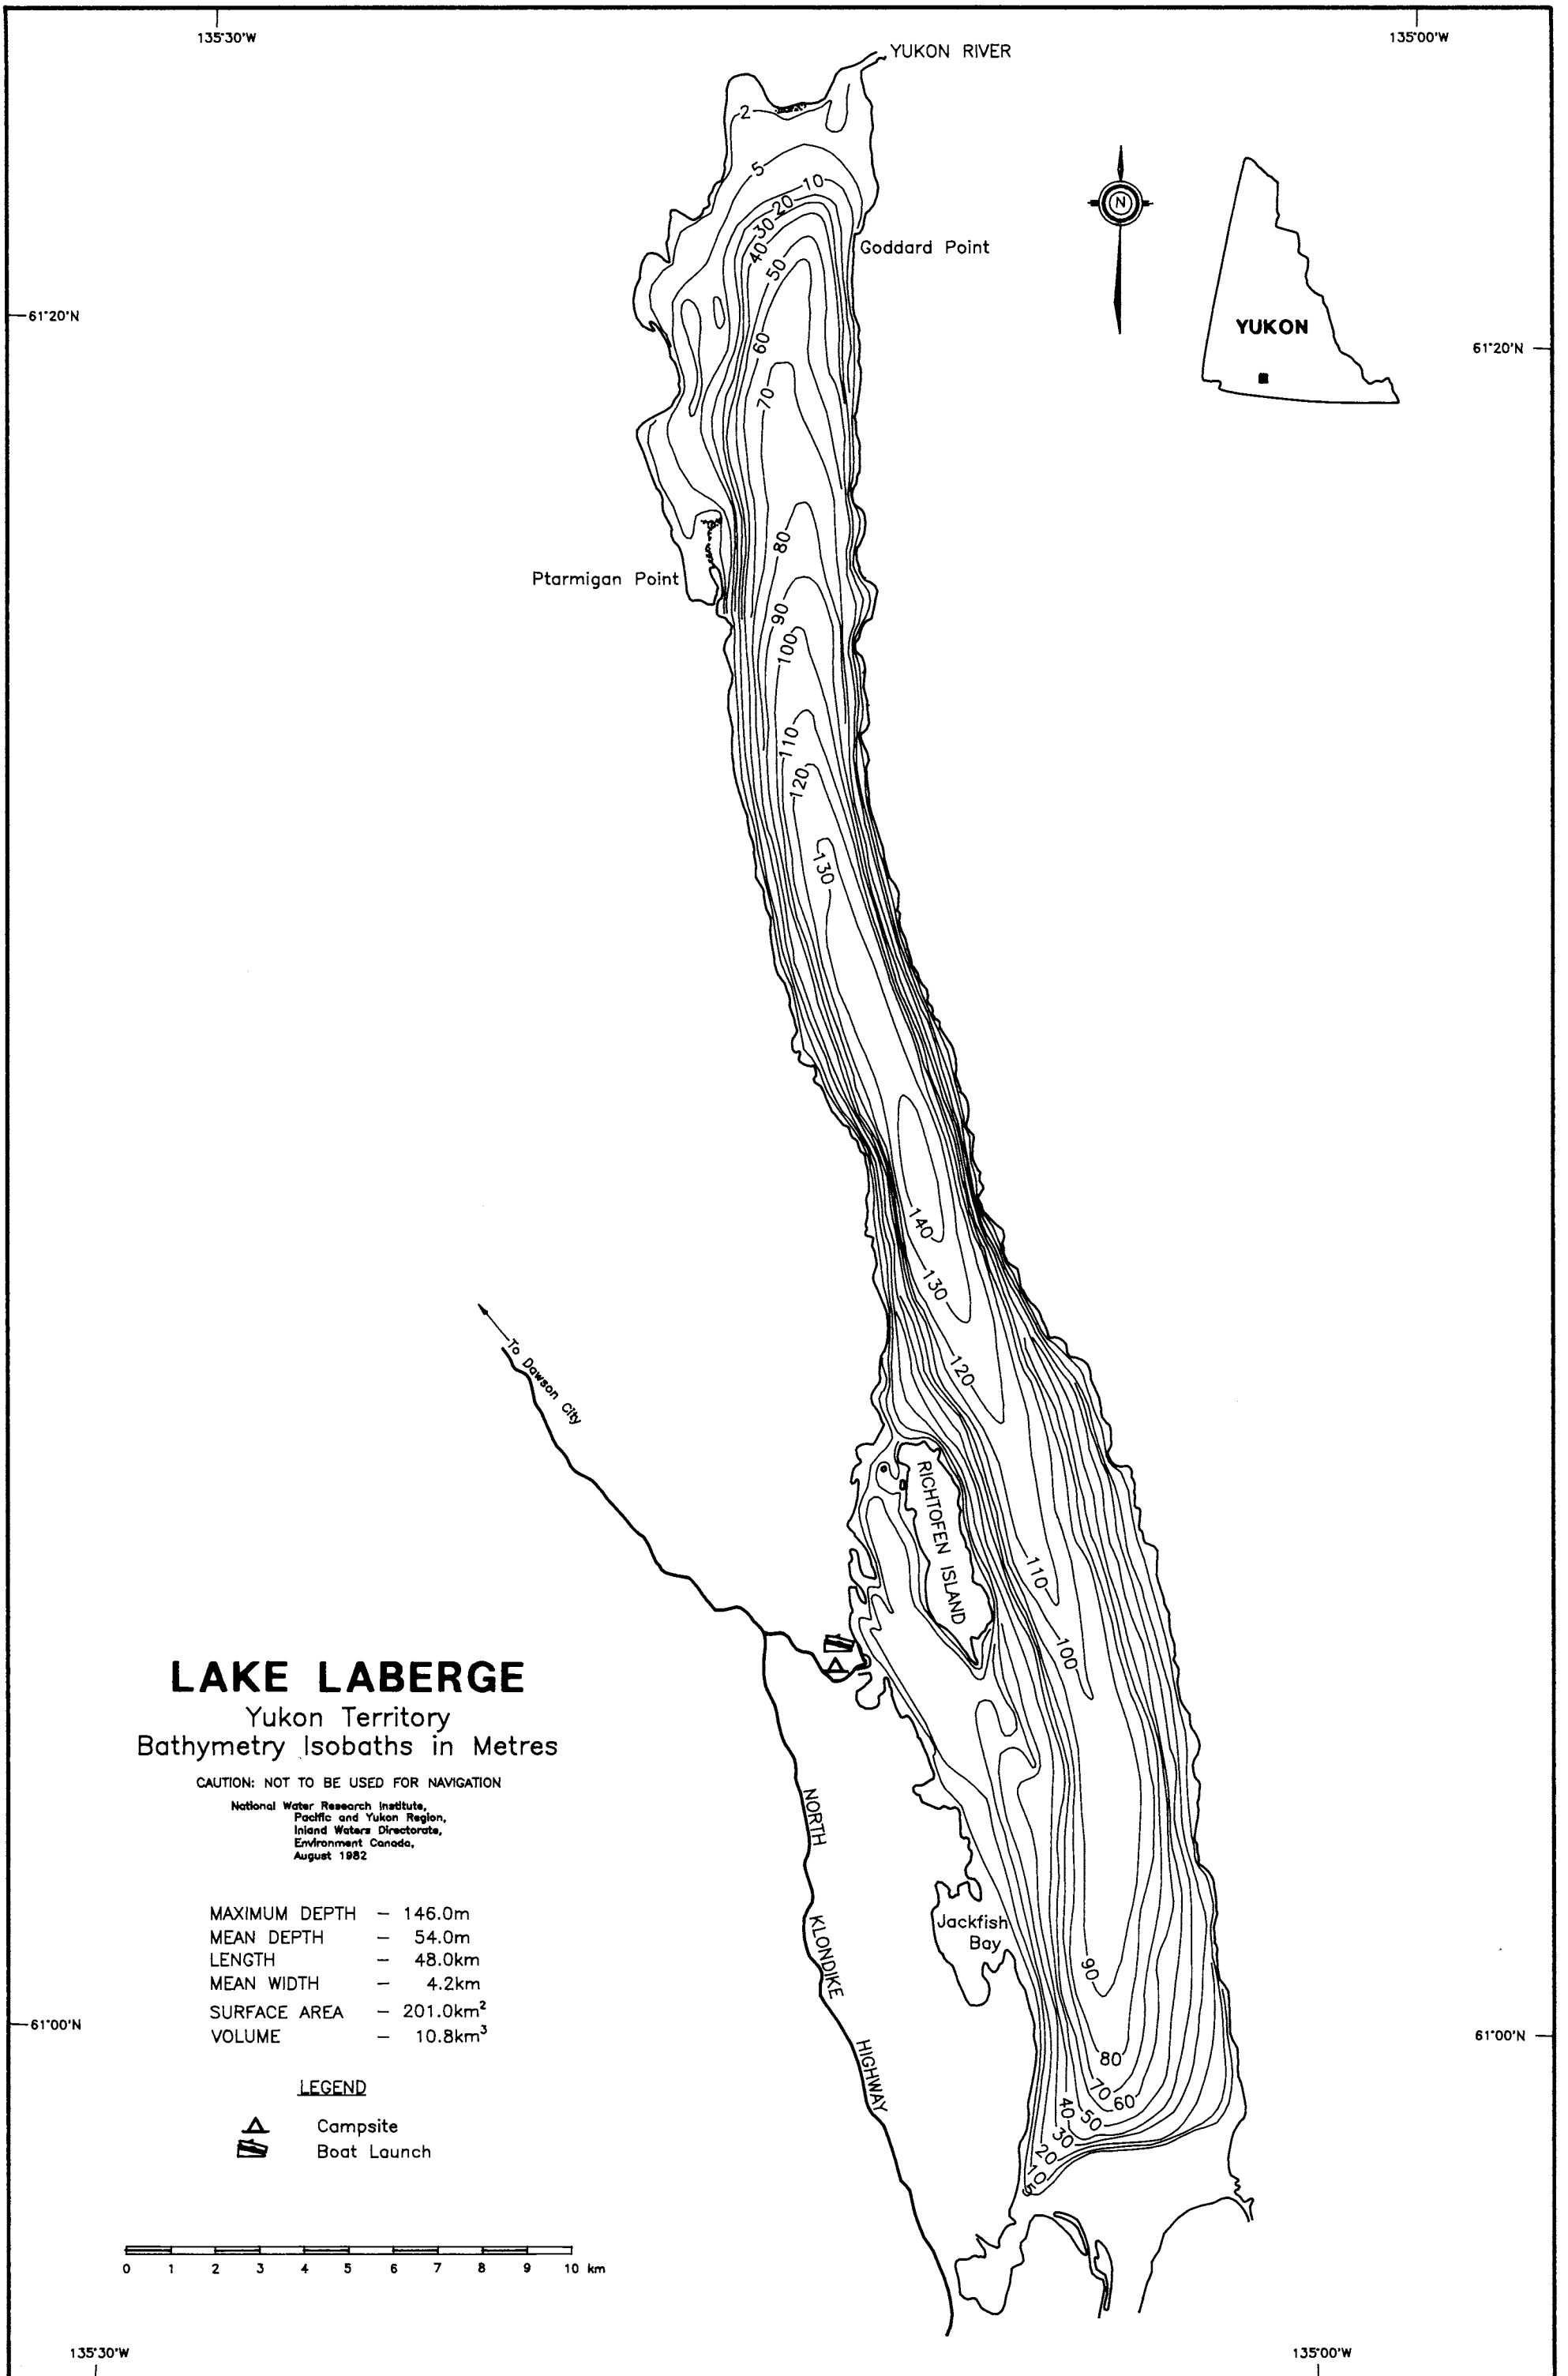 135°30'W
135°00'W
YUKON RIVER
2
5
10
20
30
40
50
Goddard Point
61°20'N
YUKON
61°20'N
N
60
70
80
Ptarmigan Point
90
100
110
120
130
140
130
To Dawson City
120
RICHTOFEN ISLAND
110
100
LAKE LABERGE
Yukon Territory
Bathymetry Isobaths in Metres
CAUTION: NOT TO BE USED FOR NAVIGATION
National Water Research Institute,
Pacific and Yukon Region,
Inland Waters Directorate,
Environment Canada,
August 1982
NORTH KLONDIKE HIGHWAY
MAXIMUM DEPTH – 146.0m
MEAN DEPTH – 54.0m
LENGTH – 48.0km
MEAN WIDTH – 4.2km
SURFACE AREA – 201.0km²
VOLUME – 10.8km³
Jackfish
Bay
90
61°00'N
61°00'N
80
70
60
50
40
30
20
10
5
LEGEND
Campsite
Boat Launch
0 1 2 3 4 5 6 7 8 9 10 km
135°30'W
135°00'W